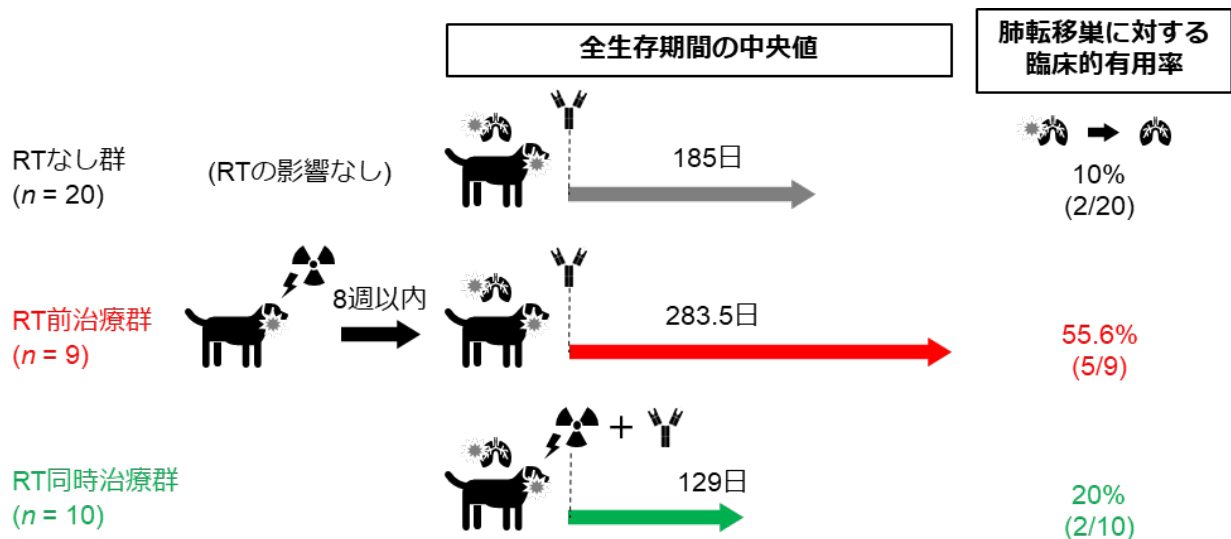 全生存期間の中央値
肺転移巣に対する
臨床的有用率
RTなし群
(n = 20)
(RTの影響なし)
185日
10%
(2/20)
RT前治療群
(n = 9)
8週以内
283.5日
55.6%
(5/9)
RT同時治療群
(n = 10)
+
129日
20%
(2/10)